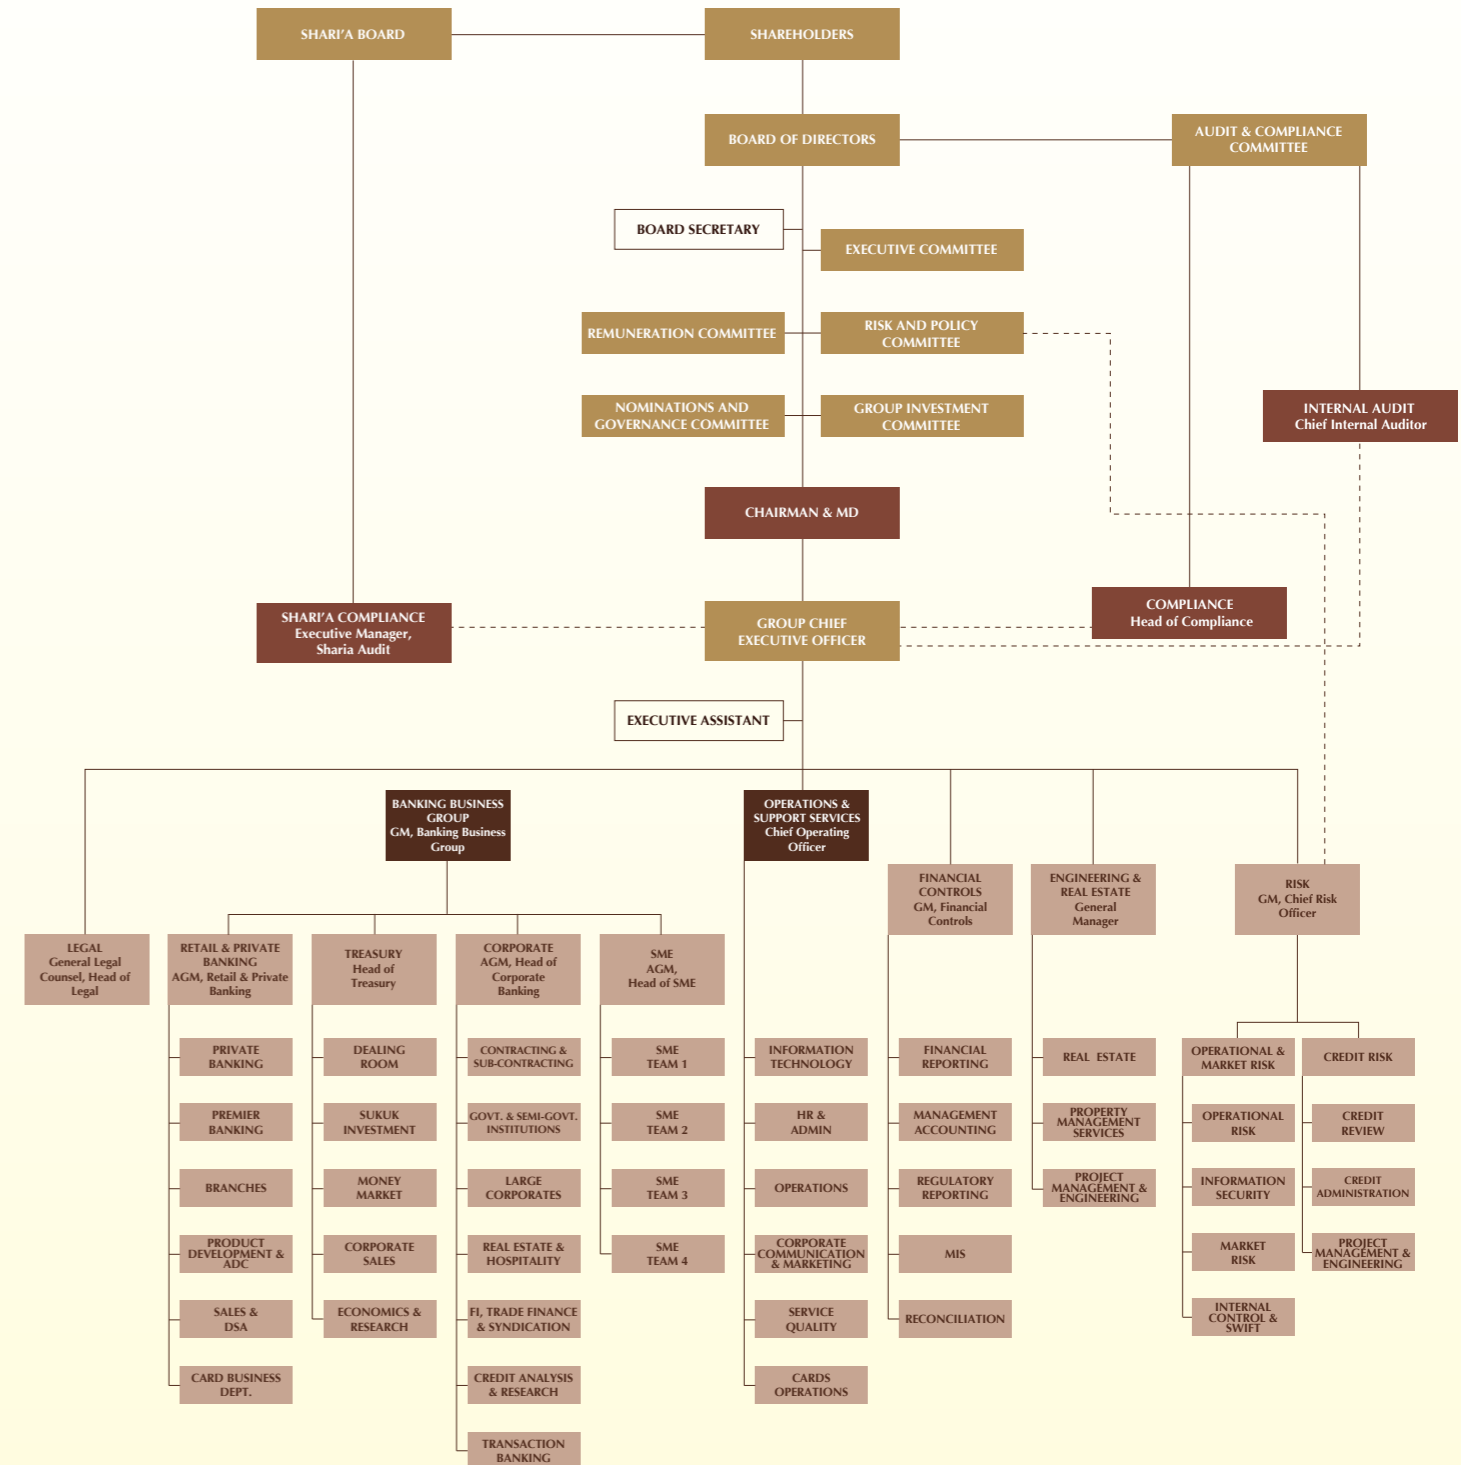 SHARI'A BOARD
SHAREHOLDERS
BOARD OF DIRECTORS
AUDIT & COMPLIANCE
COMMITTEE
BOARD SECRETARY
EXECUTIVE COMMITTEE
REMUNERATION COMMITTEE
RISK AND POLICY
COMMITTEE
NOMINATIONS AND
GOVERNANCE COMMITTEE
GROUP INVESTMENT
COMMITTEE
INTERNAL AUDIT
Chief Internal Auditor
CHAIRMAN & MD
SHARI'A COMPLIANCE
Executive Manager,
Sharia Audit
GROUP CHIEF
EXECUTIVE OFFICER
COMPLIANCE
Head of Compliance
EXECUTIVE ASSISTANT
BANKING BUSINESS
GROUP
GM, Banking Business
Group
OPERATIONS &
SUPPORT SERVICES
Chief Operating
Officer
FINANCIAL
CONTROLS
GM, Financial
Controls
ENGINEERING &
REAL ESTATE
General
Manager
RISK
GM, Chief Risk
Officer
LEGAL
General Legal
Counsel, Head of
Legal
RETAIL & PRIVATE
BANKING
AGM, Retail & Private
Banking
TREASURY
Head of
Treasury
CORPORATE
AGM, Head of
Corporate
Banking
SME
AGM,
Head of SME
PRIVATE
BANKING
PREMIER
BANKING
BRANCHES
PRODUCT
DEVELOPMENT &
ADC
SALES &
DSA
CARD BUSINESS
DEPT.
DEALING
ROOM
SUKUK
INVESTMENT
MONEY
MARKET
CORPORATE
SALES
ECONOMICS &
RESEARCH
CONTRACTING &
SUB-CONTRACTING
GOVT. & SEMI-GOVT.
INSTITUTIONS
LARGE
CORPORATES
REAL ESTATE &
HOSPITALITY
FI, TRADE FINANCE
& SYNDICATION
CREDIT ANALYSIS
& RESEARCH
TRANSACTION
BANKING
SME
TEAM 1
SME
TEAM 2
SME
TEAM 3
SME
TEAM 4
INFORMATION
TECHNOLOGY
HR &
ADMIN
OPERATIONS
CORPORATE
COMMUNICATION
& MARKETING
SERVICE
QUALITY
CARDS
OPERATIONS
FINANCIAL
REPORTING
MANAGEMENT
ACCOUNTING
REGULATORY
REPORTING
MIS
RECONCILIATION
REAL ESTATE
PROPERTY
MANAGEMENT
SERVICES
PROJECT
MANAGEMENT &
ENGINEERING
OPERATIONAL &
MARKET RISK
OPERATIONAL
RISK
INFORMATION
SECURITY
MARKET
RISK
INTERNAL
CONTROL &
SWIFT
CREDIT RISK
CREDIT
REVIEW
CREDIT
ADMINISTRATION
PROJECT
MANAGEMENT &
ENGINEERING